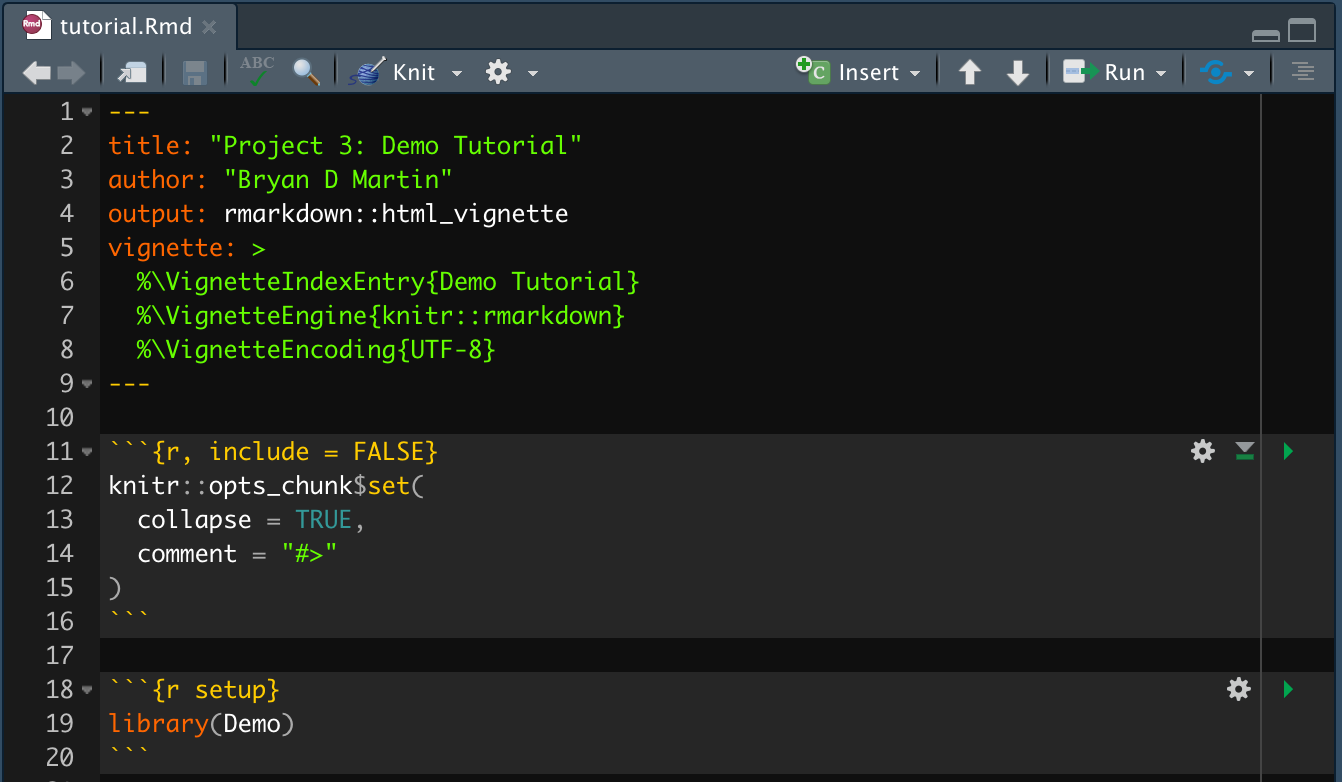 Rmd tutorial.Rmd
ABC Knit C Insert Run
1 ---
2 title: "Project 3: Demo Tutorial"
3 author: "Bryan D Martin"
4 output: rmarkdown::html_vignette
5 vignette: >
6   %\VignetteIndexEntry{Demo Tutorial}
7   %\VignetteEngine{knitr::rmarkdown}
8   %\VignetteEncoding{UTF-8}
9 ---
10
11 ```{r, include = FALSE}
12 knitr::opts_chunk$set(
13   collapse = TRUE,
14   comment = "#>"
15 )
16 ```
17
18 ```{r setup}
19 library(Demo)
20 ```